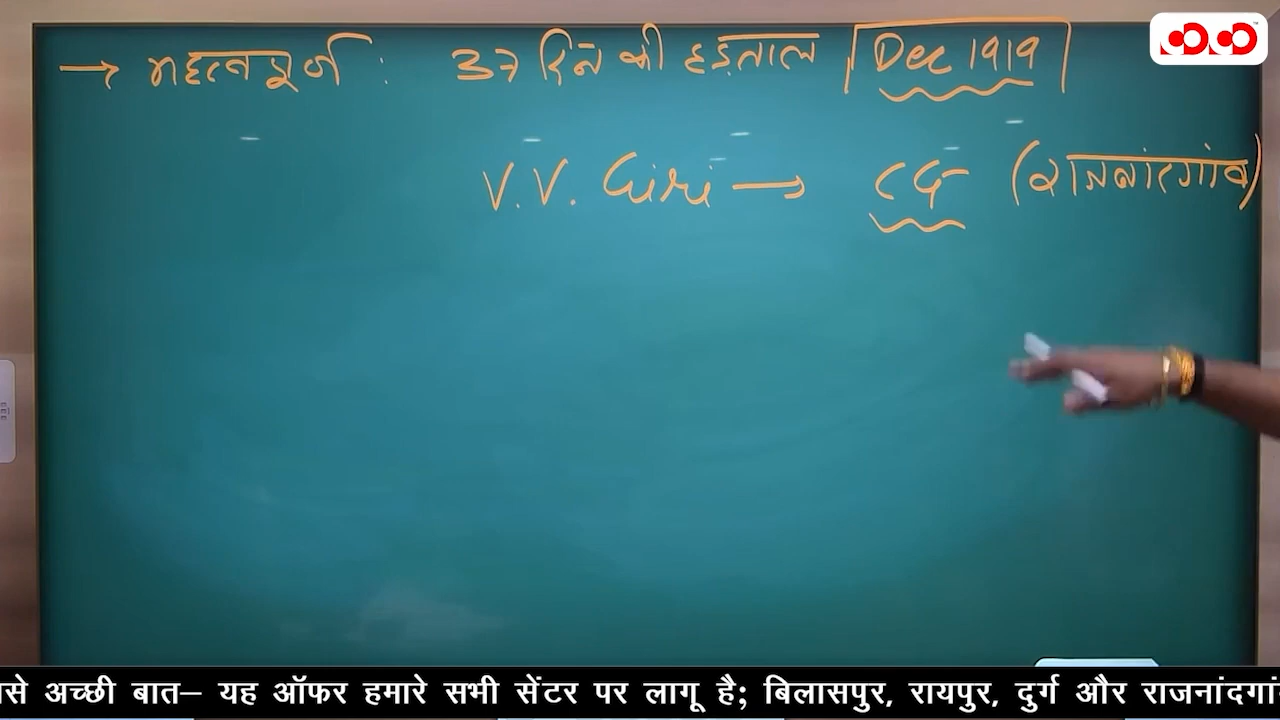 → महत्वपूर्ण : 37 दिन की हड़ताल Dec 1919
V.V. Giri → CG (राजनांदगांव)
से अच्छी बात– यह ऑफर हमारे सभी सेंटर पर लागू है; बिलासपुर, रायपुर, दुर्ग और राजनांदगां